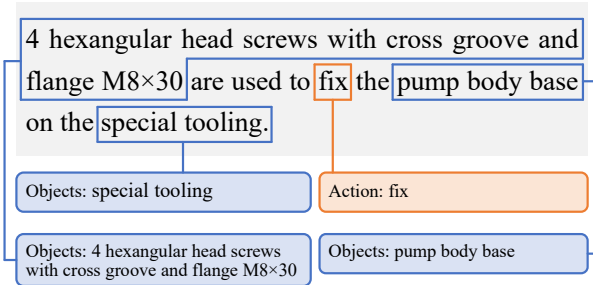 4 hexangular head screws with cross groove and
flange M8×30 are used to fix the pump body base
on the special tooling.
Objects: special tooling
Action: fix
Objects: 4 hexangular head screws
with cross groove and flange M8×30
Objects: pump body base